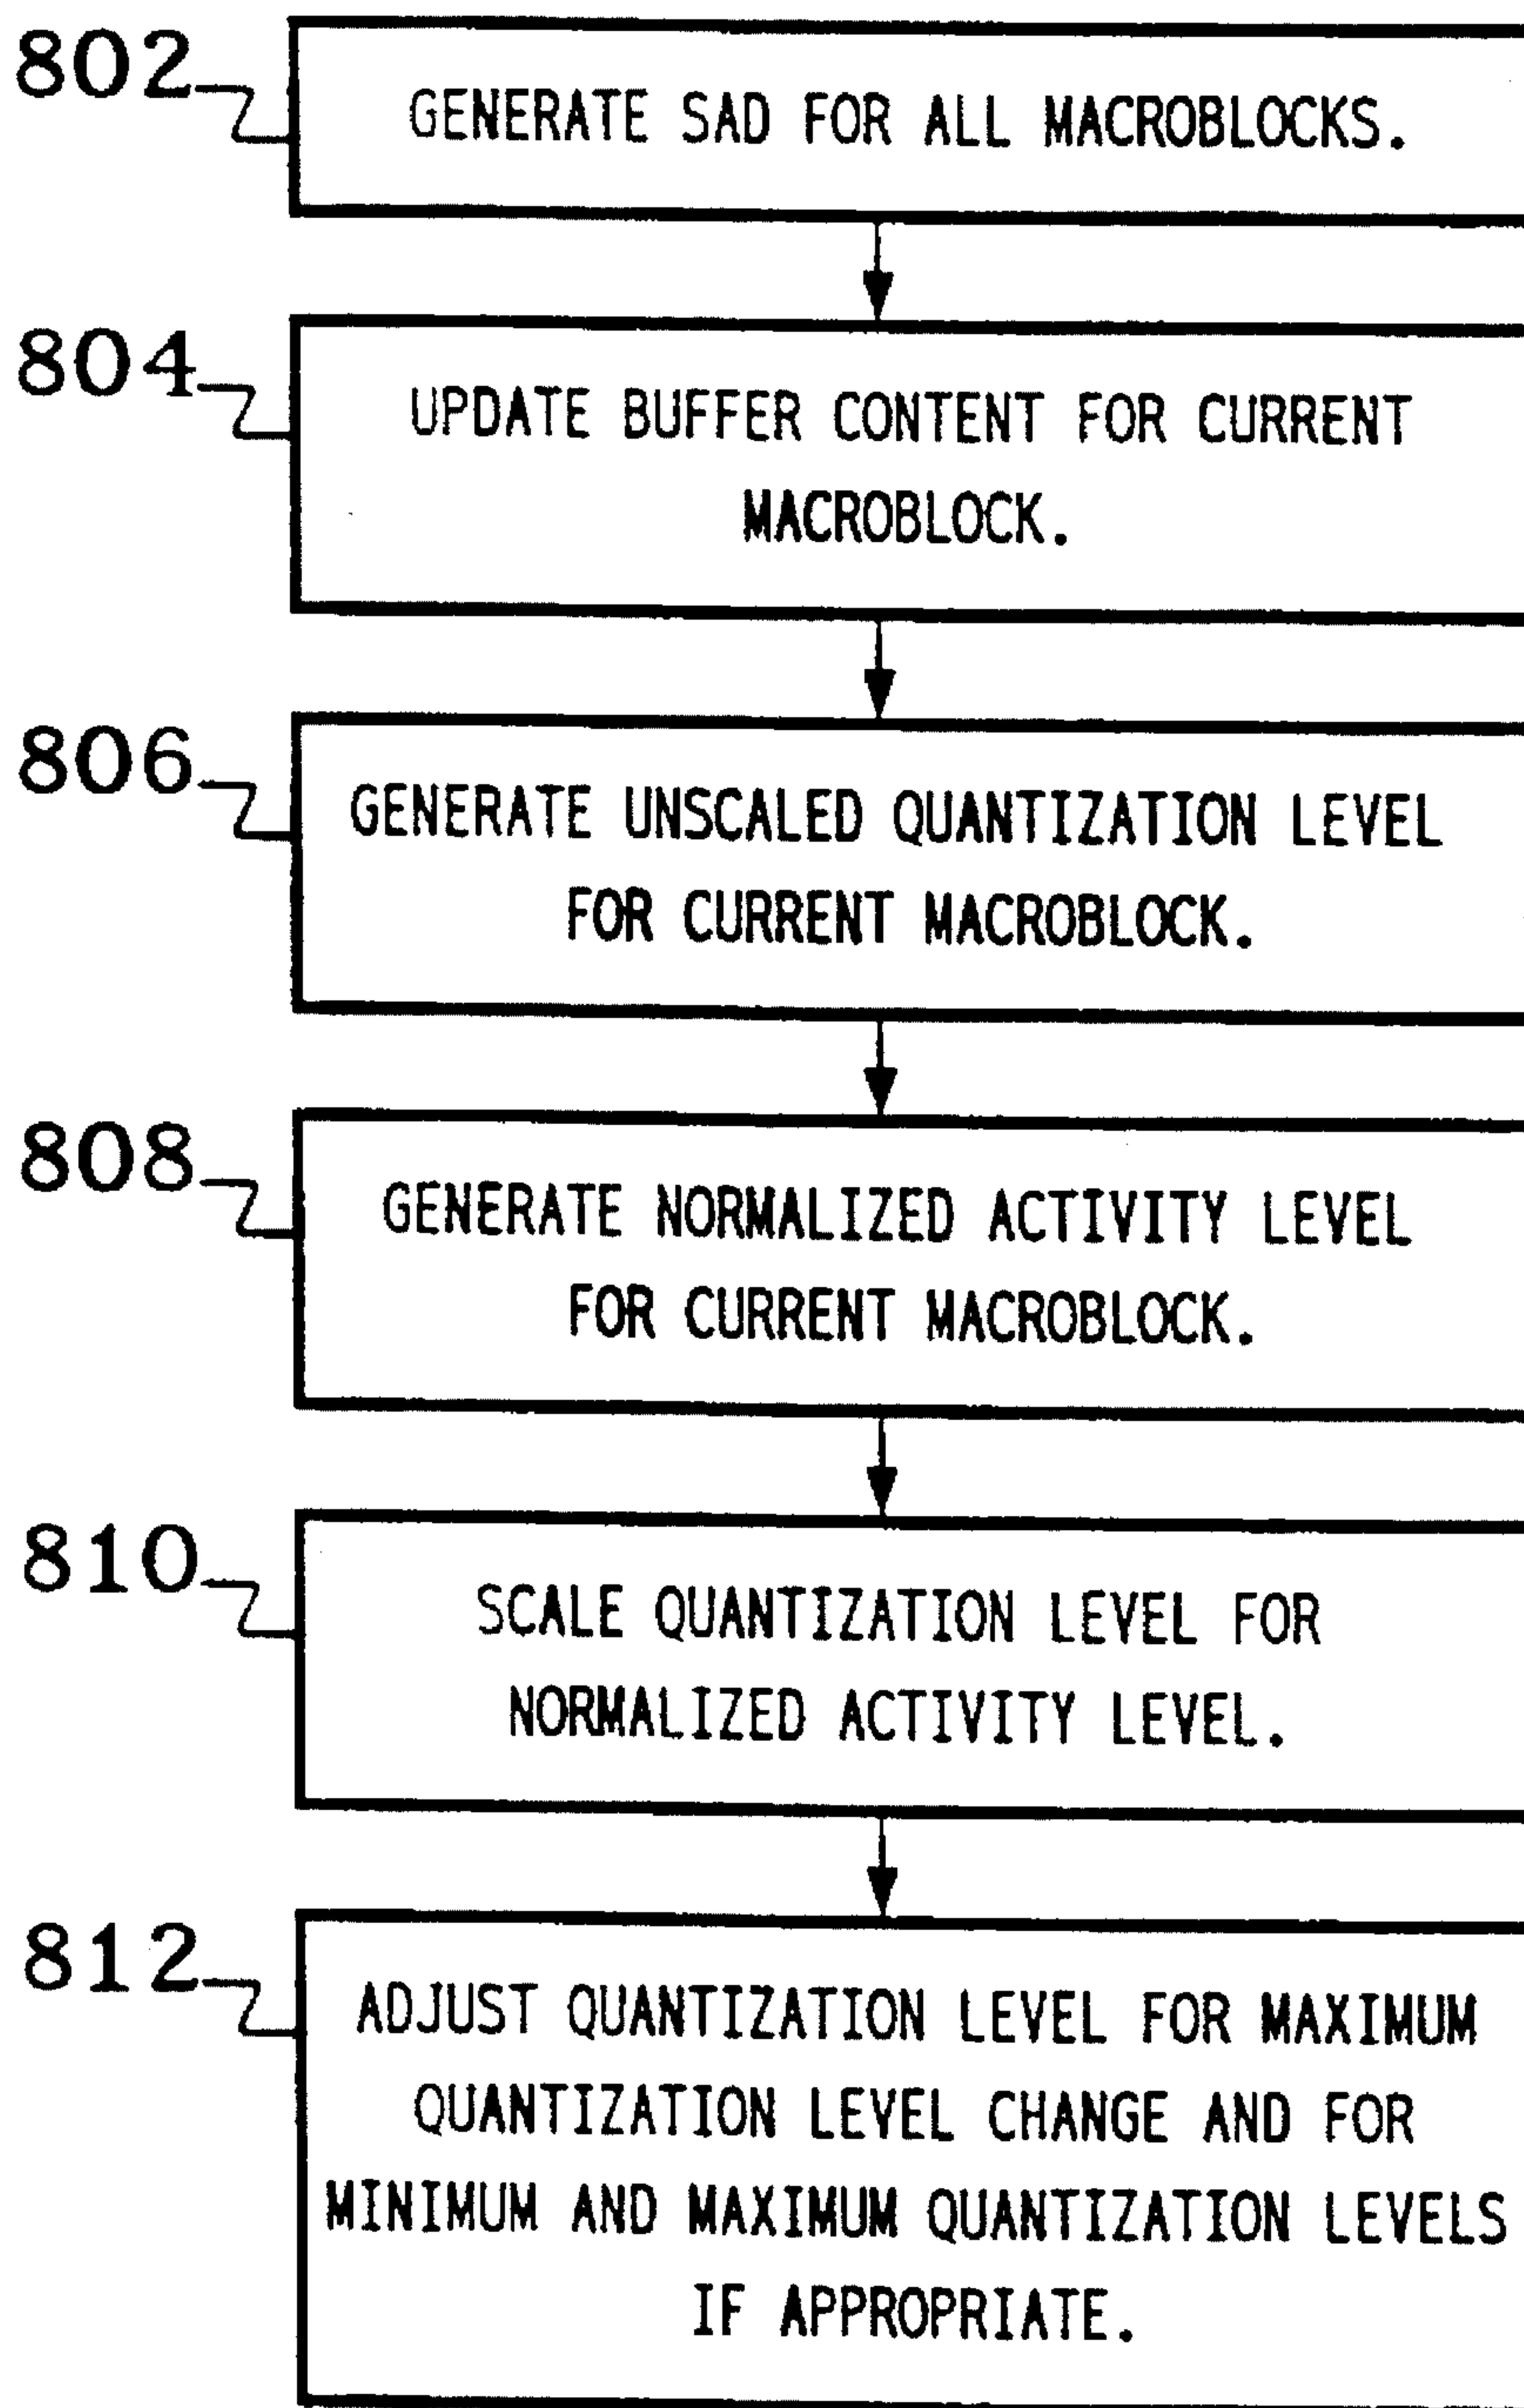 802
GENERATE SAD FOR ALL MACROBLOCKS.
804
UPDATE BUFFER CONTENT FOR CURRENT
MACROBLOCK.
806
GENERATE UNSCALED QUANTIZATION LEVEL
FOR CURRENT MACROBLOCK.
808
GENERATE NORMALIZED ACTIVITY LEVEL
FOR CURRENT MACROBLOCK.
810
SCALE QUANTIZATION LEVEL FOR
NORMALIZED ACTIVITY LEVEL.
812
ADJUST QUANTIZATION LEVEL FOR MAXIMUM
QUANTIZATION LEVEL CHANGE AND FOR
MINIMUM AND MAXIMUM QUANTIZATION LEVELS
IF APPROPRIATE.